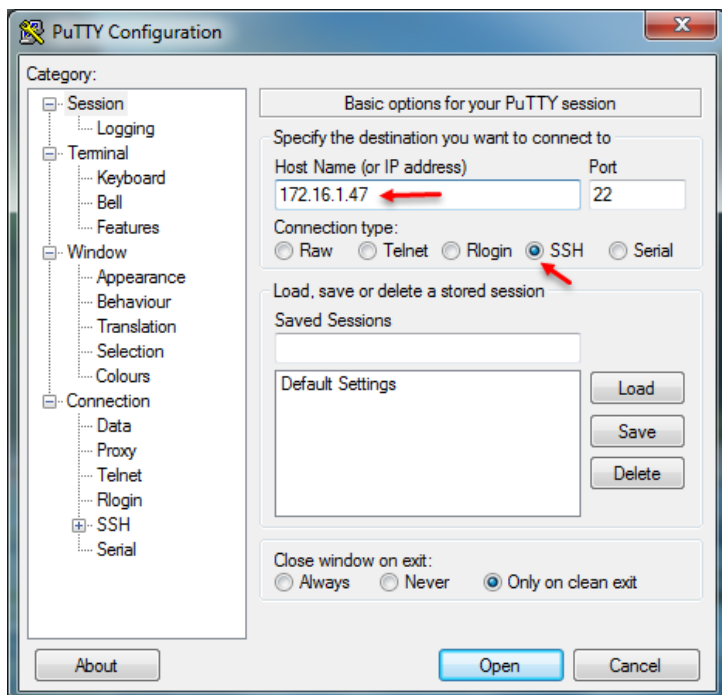 PuTTY Configuration
Category:
Session
Logging
Terminal
Keyboard
Bell
Features
Window
Appearance
Behaviour
Translation
Selection
Colours
Connection
Data
Proxy
Telnet
Rlogin
SSH
Serial
Basic options for your PuTTY session
Specify the destination you want to connect to
Host Name (or IP address) Port
172.16.1.47 22
Connection type:
Raw Telnet Rlogin SSH Serial
Load, save or delete a stored session
Saved Sessions
Default Settings
Load
Save
Delete
Close window on exit:
Always Never Only on clean exit
About Open Cancel